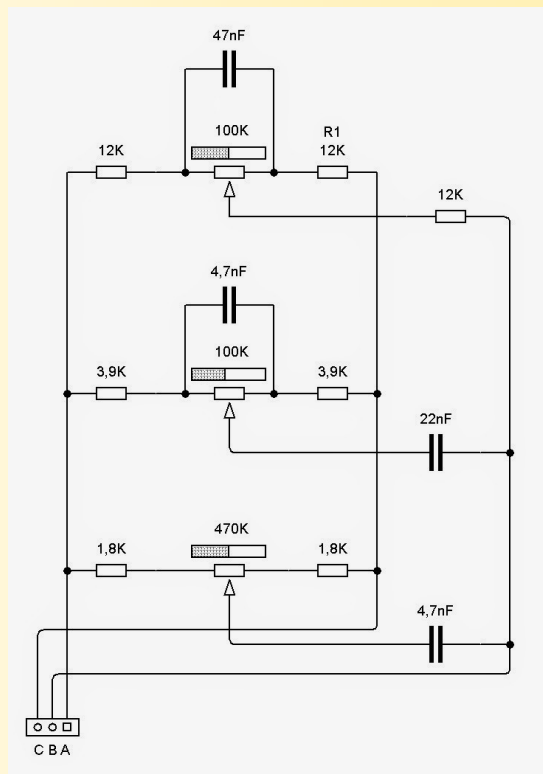 47nF
100K
12K
R1
12K
12K
4,7nF
100K
3,9K
3,9K
22nF
470K
1,8K
1,8K
4,7nF
C B A